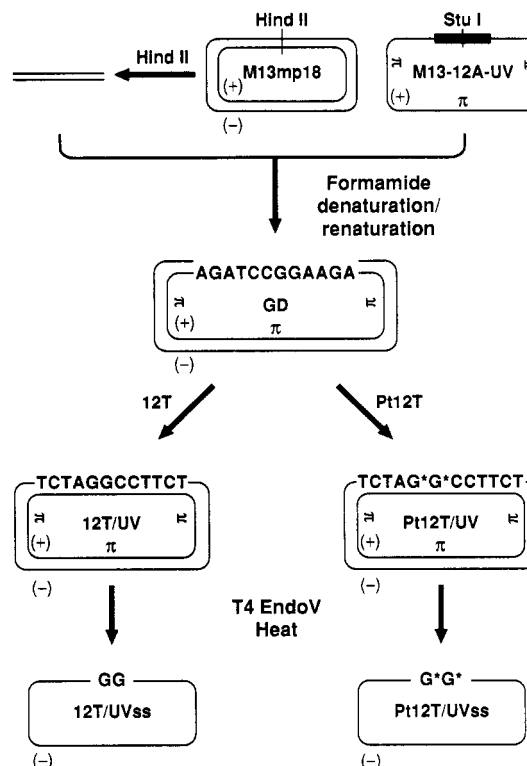 Hind II
Stu I
Hind II
M13mp18
(+)
(−)
π
M13-12A-UV
π
(+)
π
Formamide
denaturation/
renaturation
AGATCCGGAAGA
π
GD
π
(+)
π
(−)
12T
Pt12T
TCTAGGCCTTCT
π
12T/UV
π
(+)
π
(−)
TCTAG*G*CCTTCT
π
Pt12T/UV
π
(+)
π
(−)
T4 EndoV
Heat
GG
12T/UVss
(−)
G*G*
Pt12T/UVss
(−)